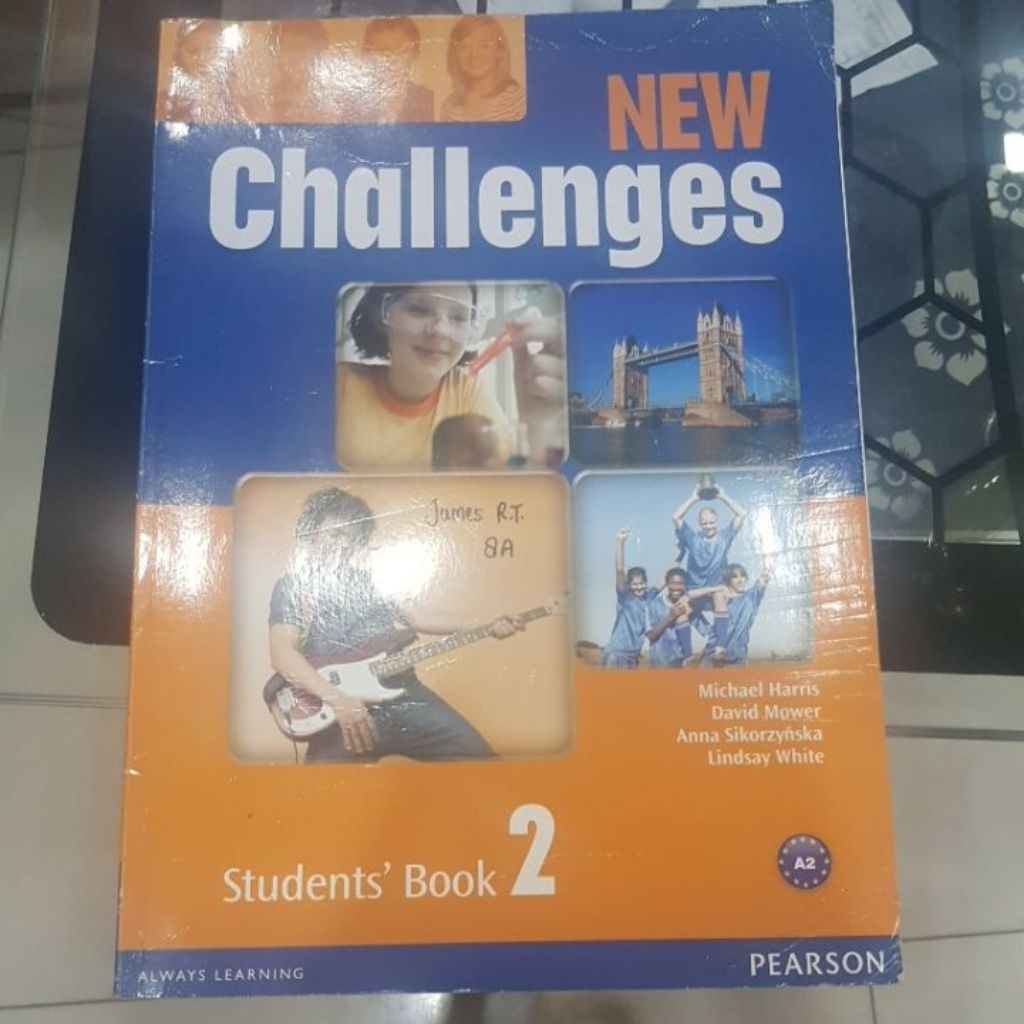 NEW
Challenges
James R.T.
8A
Michael Harris
David Mower
Anna Sikorzyńska
Lindsay White
Students' Book 2
A2
ALWAYS LEARNING
PEARSON